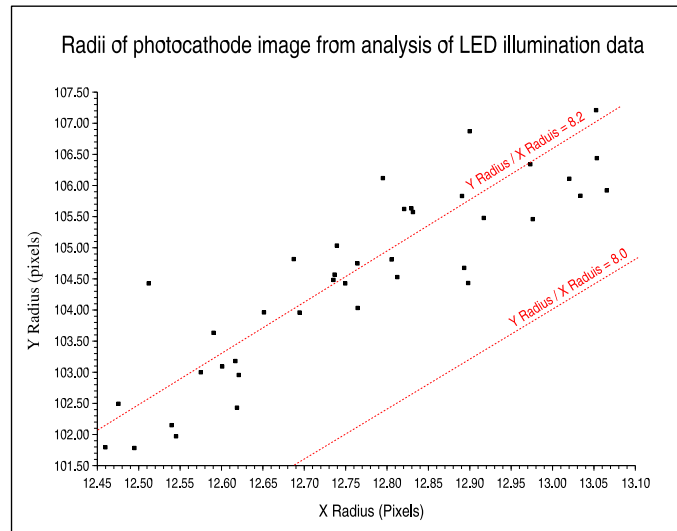 Radii of photocathode image from analysis of LED illumination data
107.50
107.00
106.50
106.00
105.50
105.00
104.50
104.00
103.50
103.00
102.50
102.00
101.50
Y Radius (pixels)
Y Radius / X Raduis = 8.2
Y Radius / X Raduis = 8.0
12.45 12.50 12.55 12.60 12.65 12.70 12.75 12.80 12.85 12.90 12.95 13.00 13.05 13.10
X Radius (Pixels)